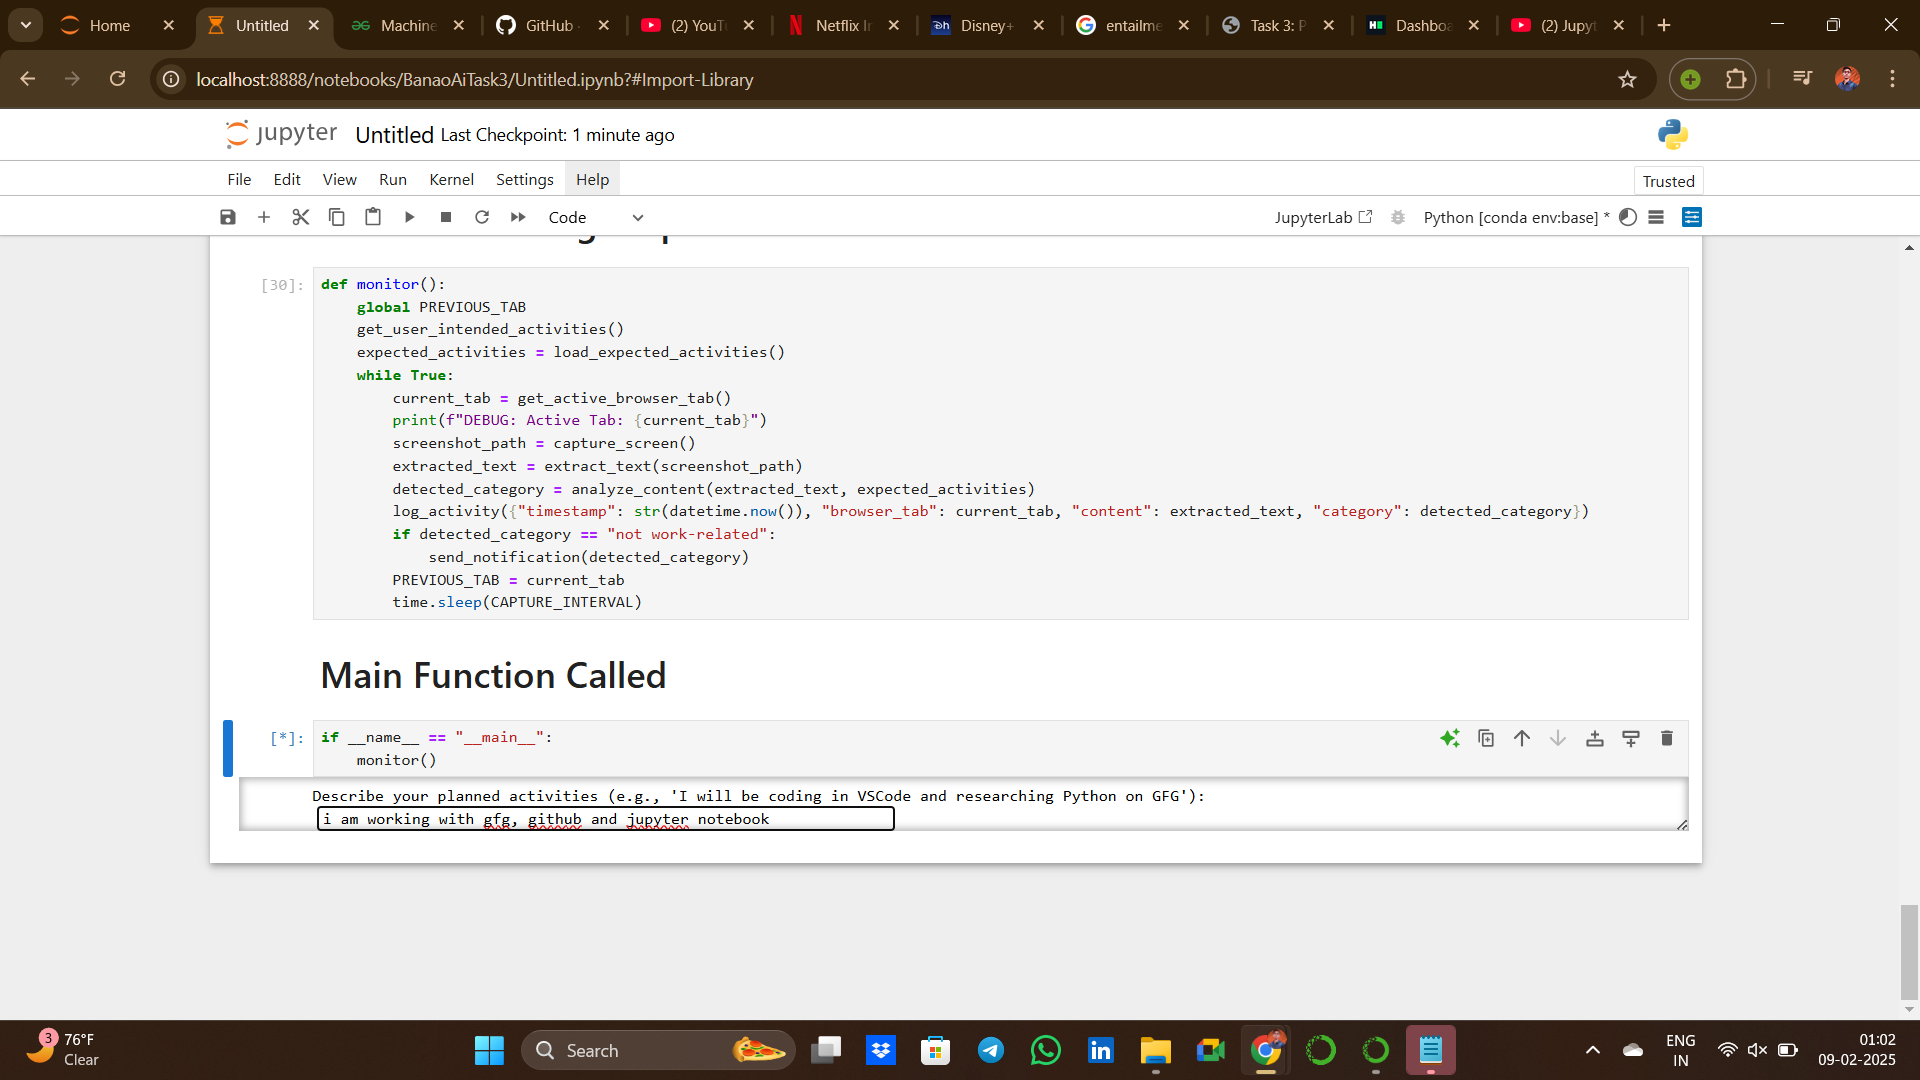 Home
Untitled
Machine
GitHub
(2) YouTu
Netflix In
Disney+
entailme
Task 3: P
Dashboa
(2) Jupyt
localhost:8888/notebooks/BanaoAiTask3/Untitled.ipynb?#Import-Library
jupyter Untitled Last Checkpoint: 1 minute ago
File Edit View Run Kernel Settings Help
Trusted
Code
JupyterLab
Python [conda env:base] *
[30]:
def monitor():
    global PREVIOUS_TAB
    get_user_intended_activities()
    expected_activities = load_expected_activities()
    while True:
        current_tab = get_active_browser_tab()
        print(f"DEBUG: Active Tab: {current_tab}")
        screenshot_path = capture_screen()
        extracted_text = extract_text(screenshot_path)
        detected_category = analyze_content(extracted_text, expected_activities)
        log_activity({"timestamp": str(datetime.now()), "browser_tab": current_tab, "content": extracted_text, "category": detected_category})
        if detected_category == "not work-related":
            send_notification(detected_category)
        PREVIOUS_TAB = current_tab
        time.sleep(CAPTURE_INTERVAL)
Main Function Called
[*]:
if __name__ == "__main__":
    monitor()
Describe your planned activities (e.g., 'I will be coding in VSCode and researching Python on GFG'):
i am working with gfg, github and jupyter notebook
3
76°F
Clear
Search
ENG
IN
01:02
09-02-2025